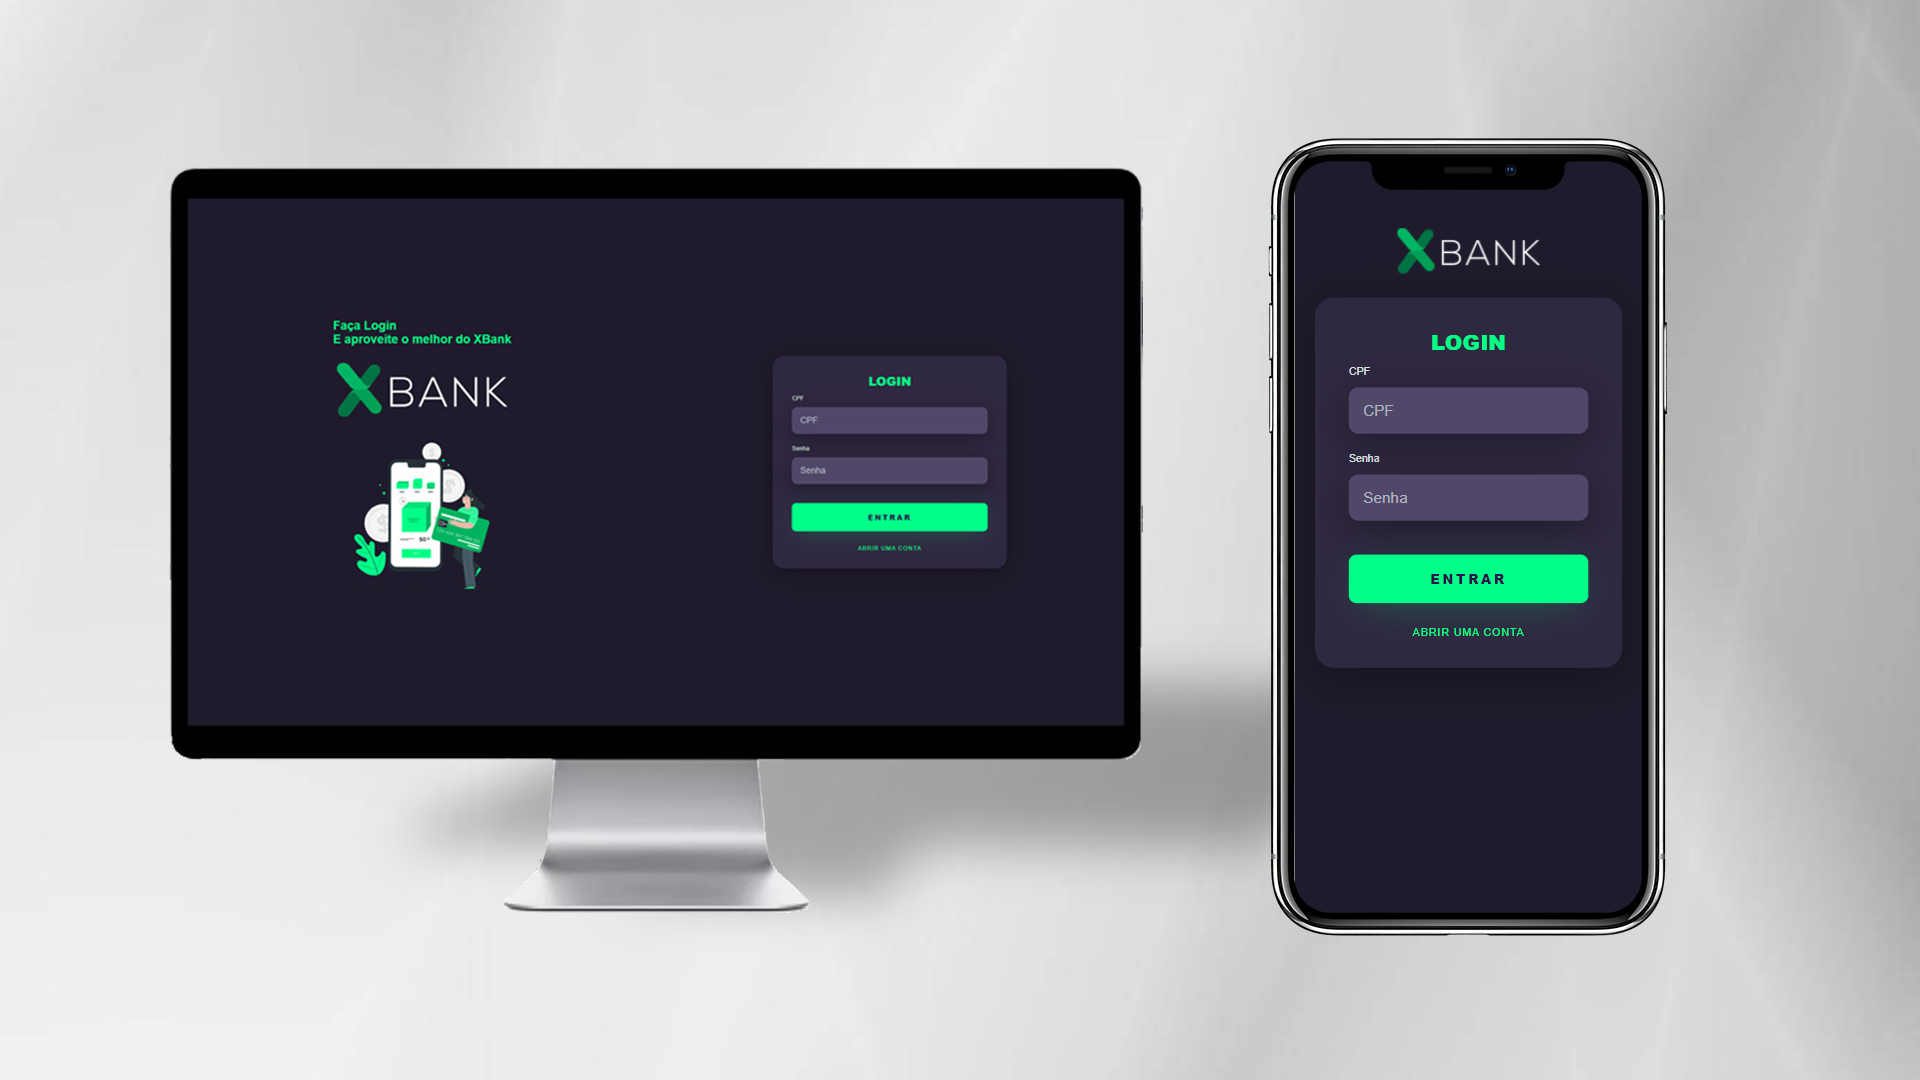 Faça Login
E aproveite o melhor do XBank
XBANK
LOGIN
CPF
CPF
Senha
Senha
ENTRAR
ABRIR UMA CONTA
XBANK
LOGIN
CPF
CPF
Senha
Senha
ENTRAR
ABRIR UMA CONTA